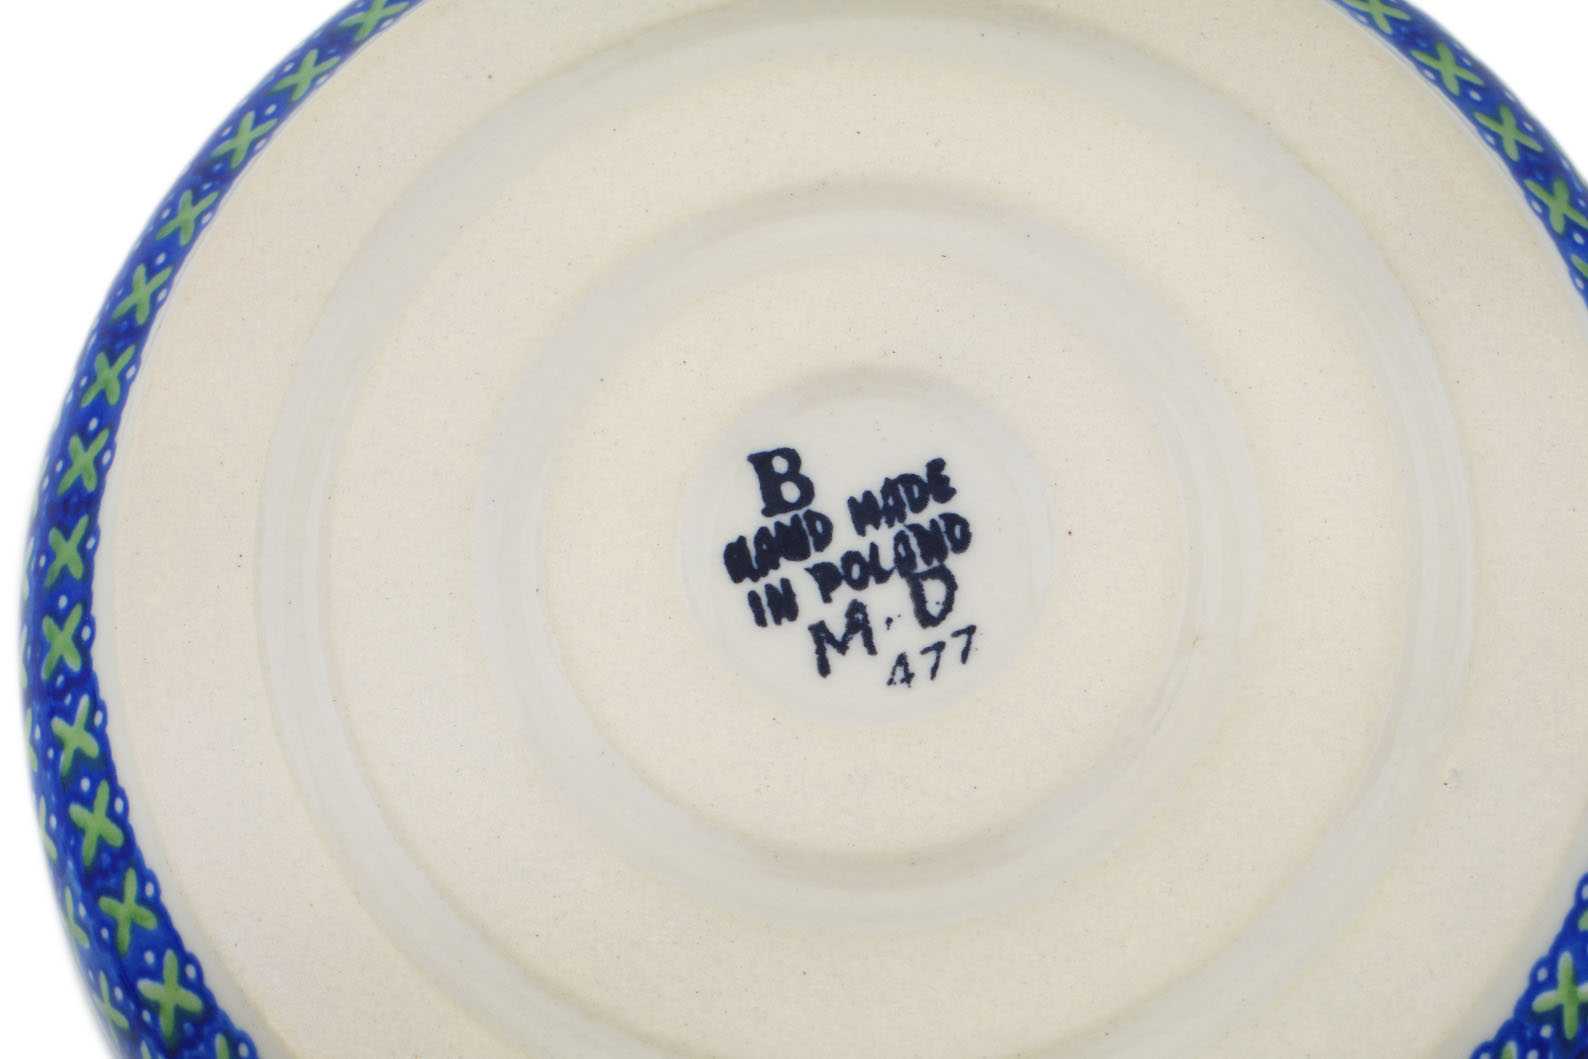 B
HAND MADE
IN POLAND
M. D
477